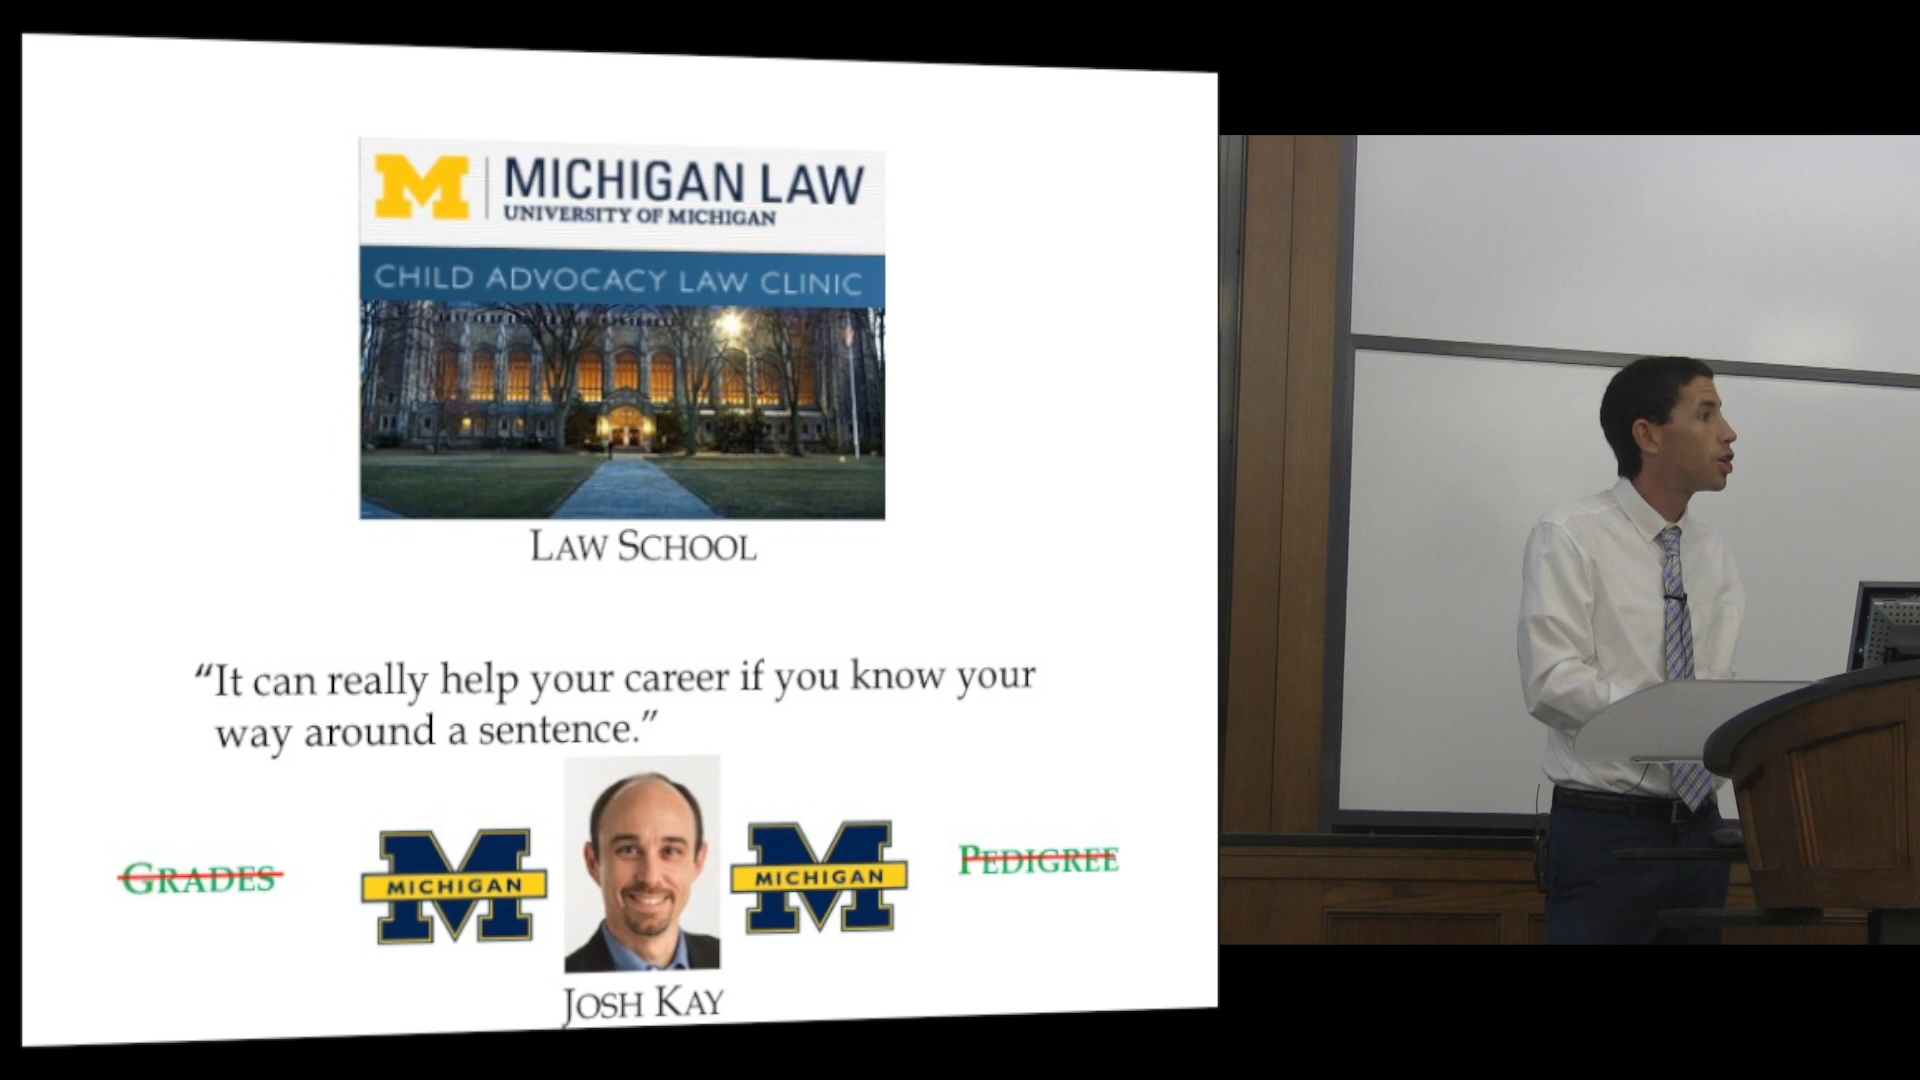 MICHIGAN LAW
UNIVERSITY OF MICHIGAN
CHILD ADVOCACY LAW CLINIC
LAW SCHOOL
“It can really help your career if you know your
way around a sentence.”
GRADES
MICHIGAN
MICHIGAN
PEDIGREE
JOSH KAY